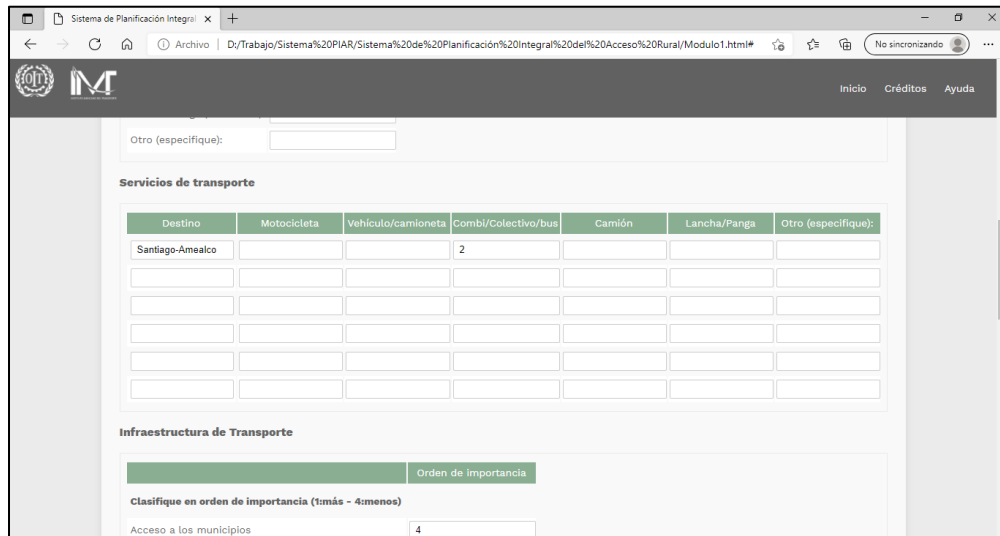 Sistema de Planificación Integral
Archivo D:/Trabajo/Sistema%20PIAR/Sistema%20de%20Planificación%20Integral%20del%20Acceso%20Rural/Modulo1.html# No sincronizando
OIT IMT Inicio Créditos Ayuda
Otro (especifique):
Servicios de transporte
Destino Motocicleta Vehículo/camioneta Combi/Colectivo/bus Camión Lancha/Panga Otro (especifique):
Santiago-Amealco 2
Infraestructura de Transporte
Orden de importancia
Clasifique en orden de importancia (1:más - 4:menos)
Acceso a los municipios 4